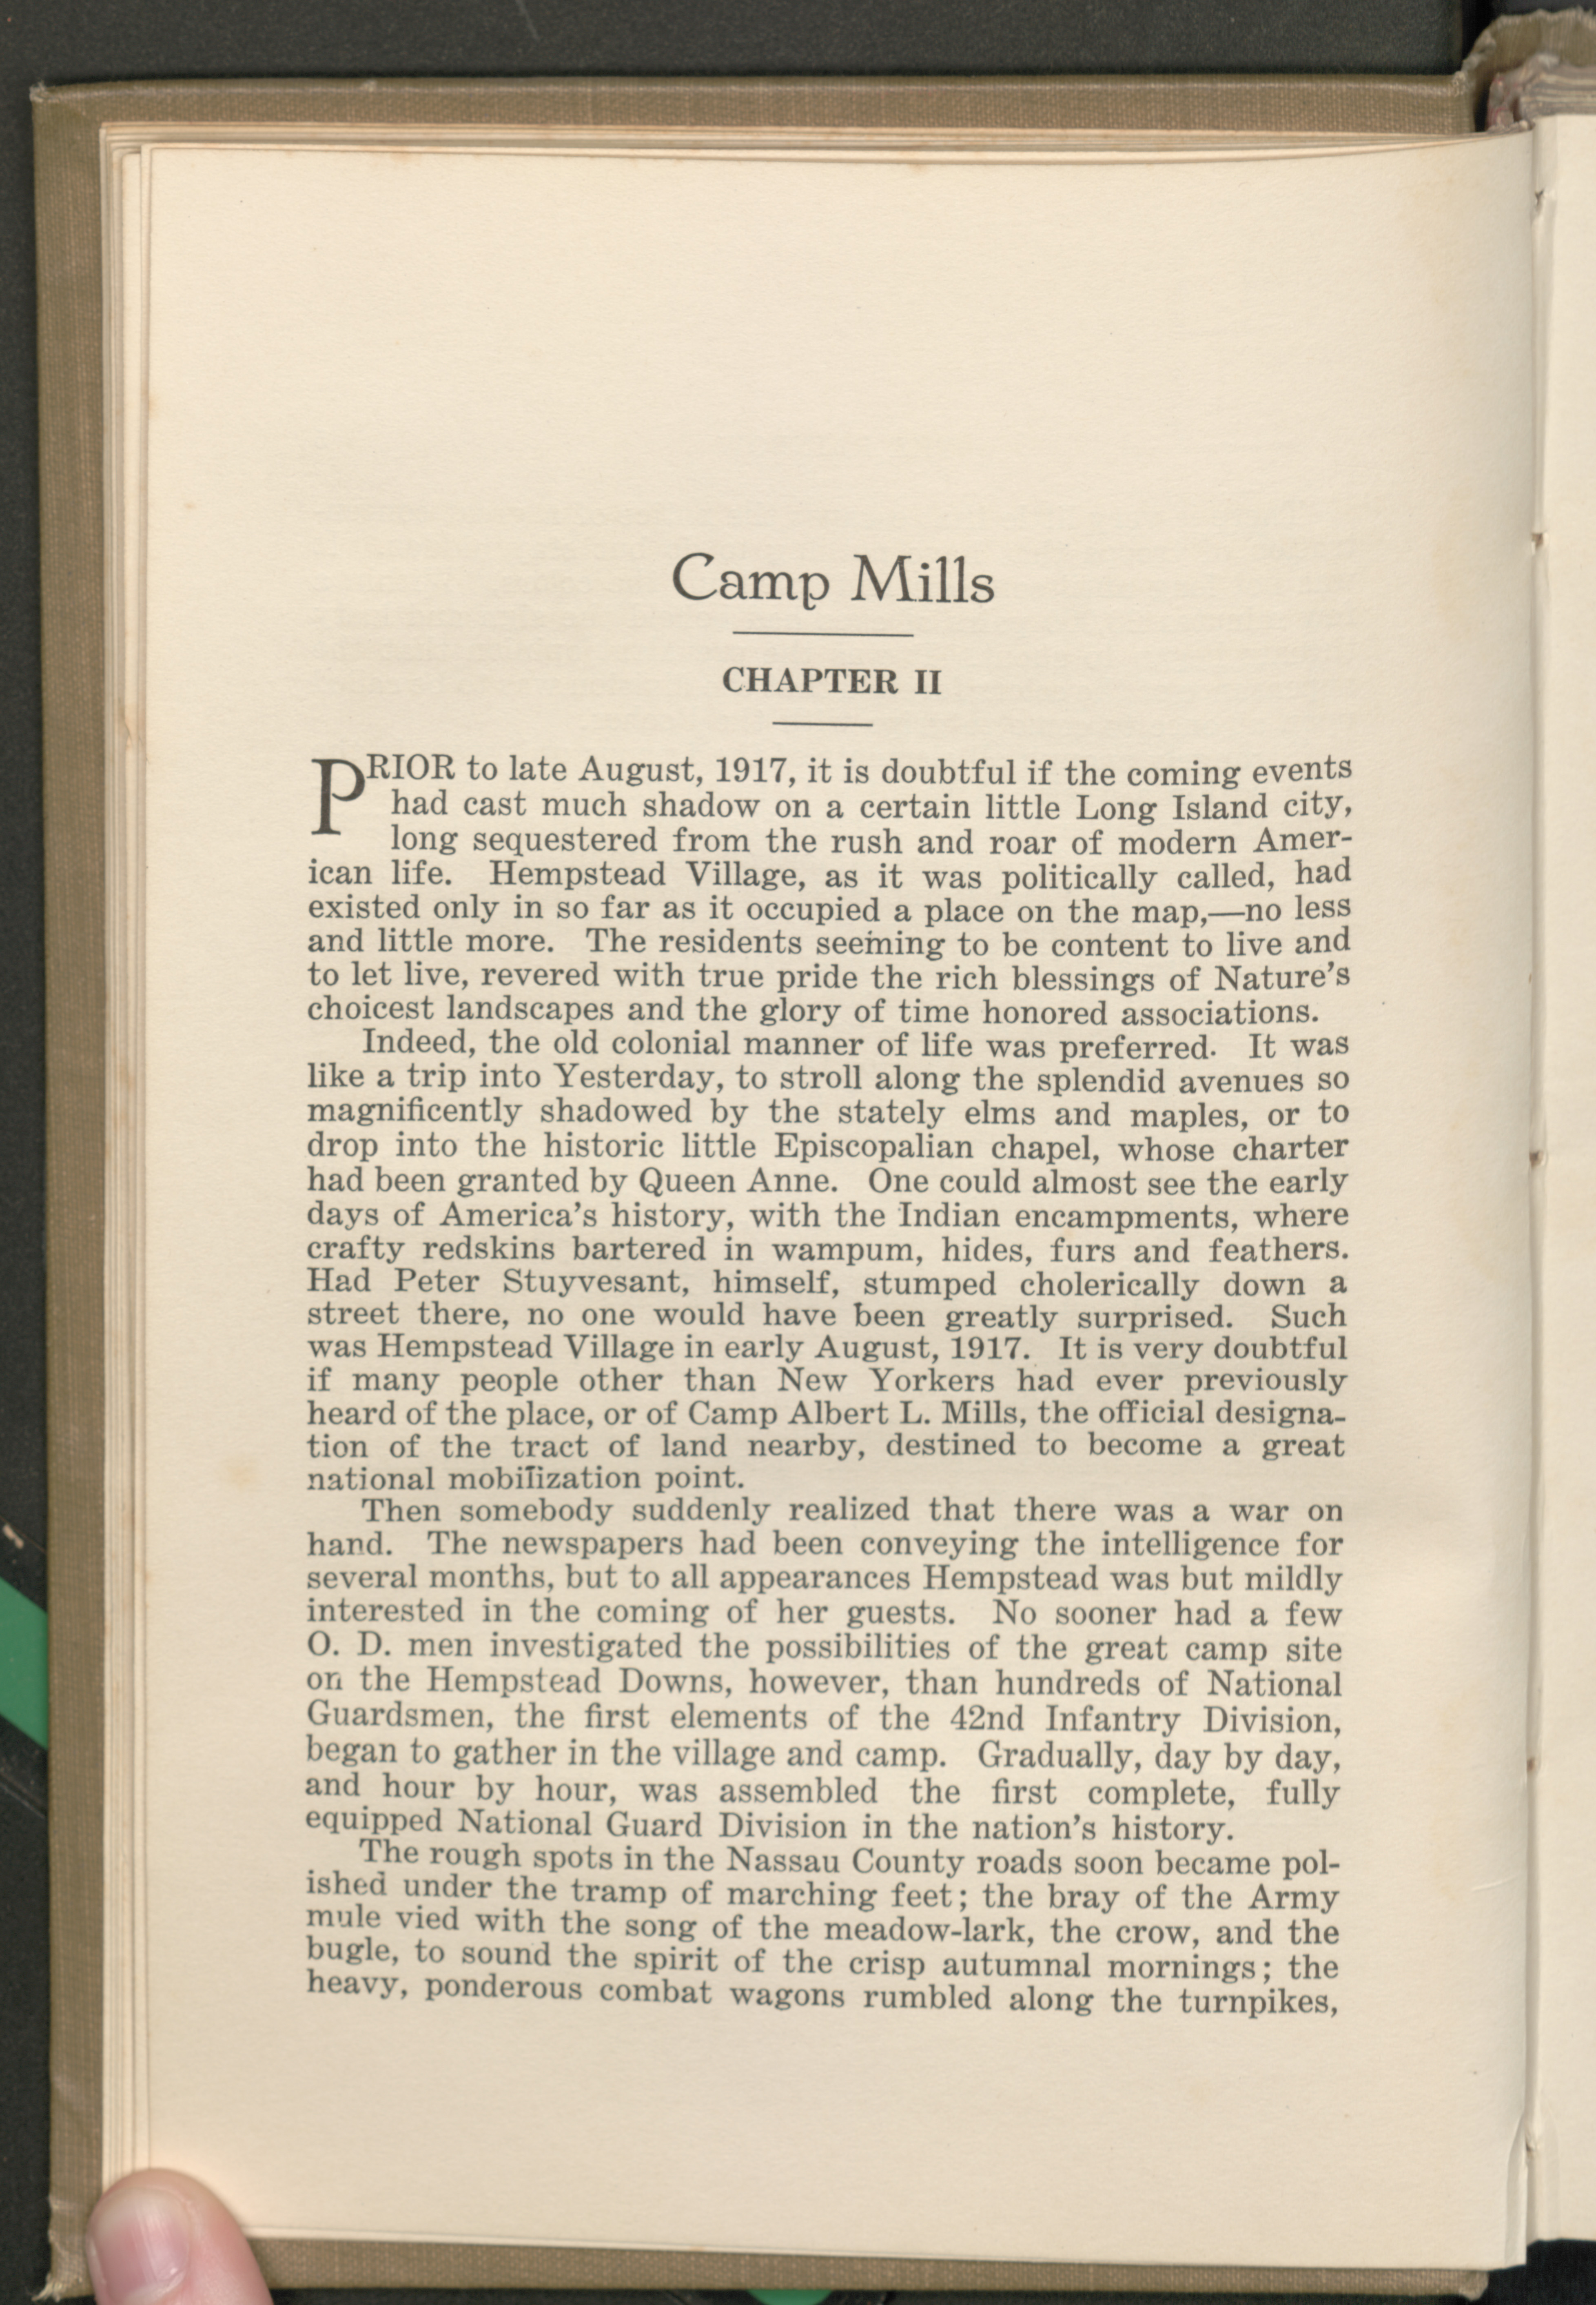 Camp Mills
CHAPTER II
PRIOR to late August, 1917, it is doubtful if the coming events
had cast much shadow on a certain little Long Island city,
long sequestered from the rush and roar of modern Amer-
ican life. Hempstead Village, as it was politically called, had
existed only in so far as it occupied a place on the map,—no less
and little more. The residents seeming to be content to live and
to let live, revered with true pride the rich blessings of Nature's
choicest landscapes and the glory of time honored associations.
Indeed, the old colonial manner of life was preferred. It was
like a trip into Yesterday, to stroll along the splendid avenues so
magnificently shadowed by the stately elms and maples, or to
drop into the historic little Episcopalian chapel, whose charter
had been granted by Queen Anne. One could almost see the early
days of America's history, with the Indian encampments, where
crafty redskins bartered in wampum, hides, furs and feathers.
Had Peter Stuyvesant, himself, stumped cholerically down a
street there, no one would have been greatly surprised. Such
was Hempstead Village in early August, 1917. It is very doubtful
if many people other than New Yorkers had ever previously
heard of the place, or of Camp Albert L. Mills, the official designa-
tion of the tract of land nearby, destined to become a great
national mobilization point.
Then somebody suddenly realized that there was a war on
hand. The newspapers had been conveying the intelligence for
several months, but to all appearances Hempstead was but mildly
interested in the coming of her guests. No sooner had a few
O. D. men investigated the possibilities of the great camp site
on the Hempstead Downs, however, than hundreds of National
Guardsmen, the first elements of the 42nd Infantry Division,
began to gather in the village and camp. Gradually, day by day,
and hour by hour, was assembled the first complete, fully
equipped National Guard Division in the nation's history.
The rough spots in the Nassau County roads soon became pol-
ished under the tramp of marching feet; the bray of the Army
mule vied with the song of the meadow-lark, the crow, and the
bugle, to sound the spirit of the crisp autumnal mornings; the
heavy, ponderous combat wagons rumbled along the turnpikes,